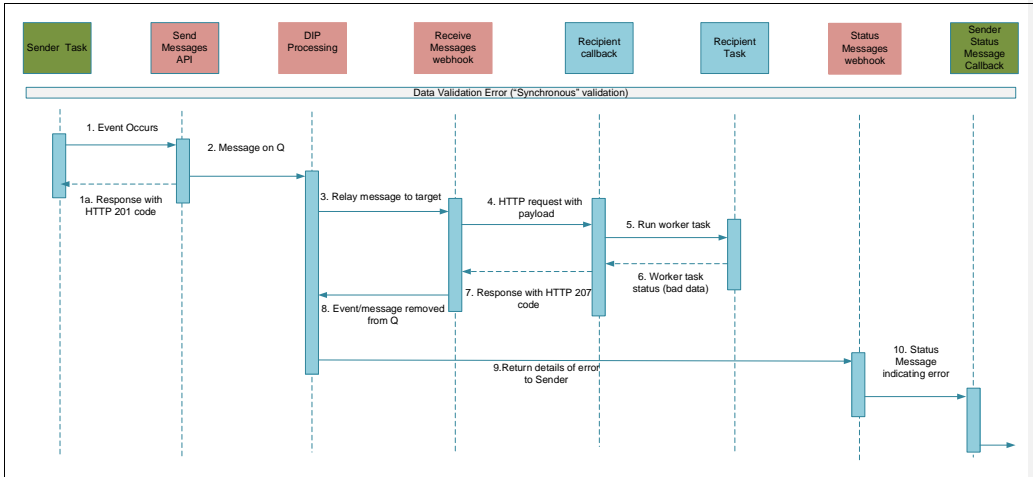 Sender Task
Send
Messages
API
DIP
Processing
Receive
Messages
webhook
Recipient
callback
Recipient
Task
Status
Messages
webhook
Sender
Status
Message
Callback
Data Validation Error (“Synchronous” validation)
1. Event Occurs
1a. Response with
HTTP 201 code
2. Message on Q
3. Relay message to target
4. HTTP request with
payload
5. Run worker task
6. Worker task
status (bad data)
7. Response with HTTP 207
code
8. Event/message removed
from Q
9.Return details of error
to Sender
10. Status
Message
indicating error